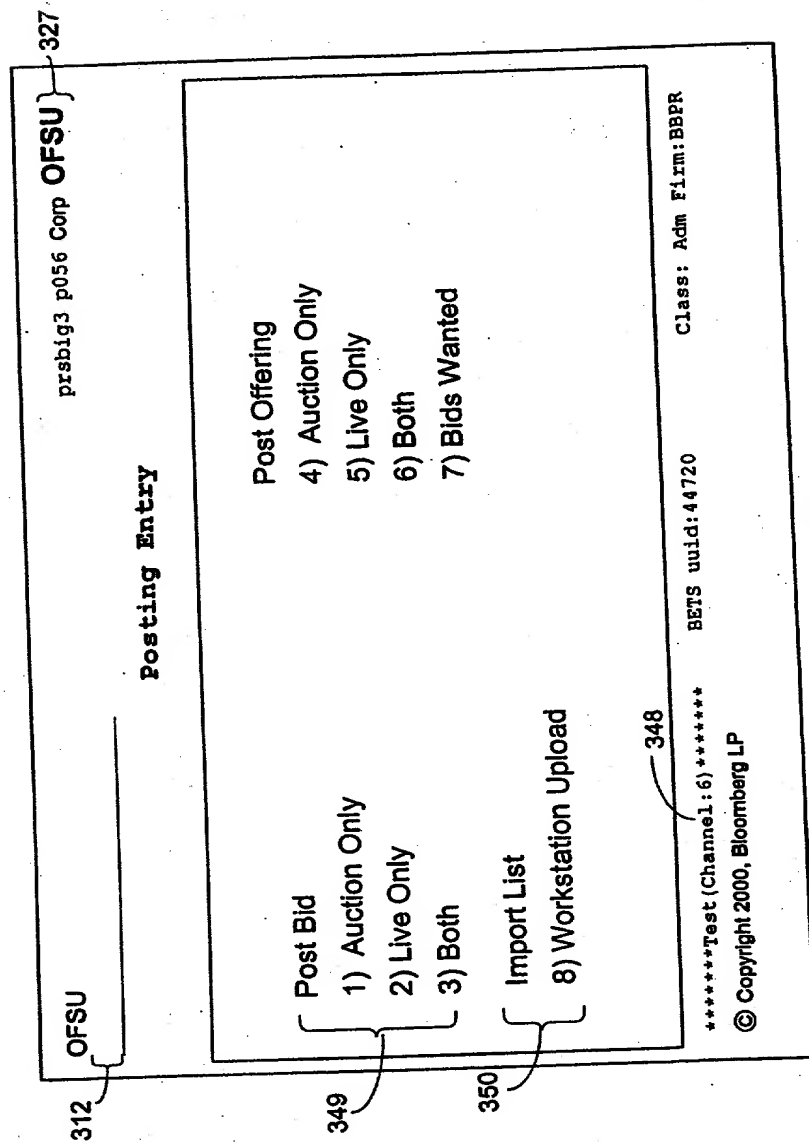 327
prsbig3 p056 Corp OFSU
OFSU
312
Posting Entry
349
Post Bid
1) Auction Only
2) Live Only
3) Both
Post Offering
4) Auction Only
5) Live Only
6) Both
7) Bids Wanted
350
Import List
8) Workstation Upload
348
*******Test(Channel:6)******* BETS uuid:44720 Class: Adm Firm:BBPR
© Copyright 2000, Bloomberg LP